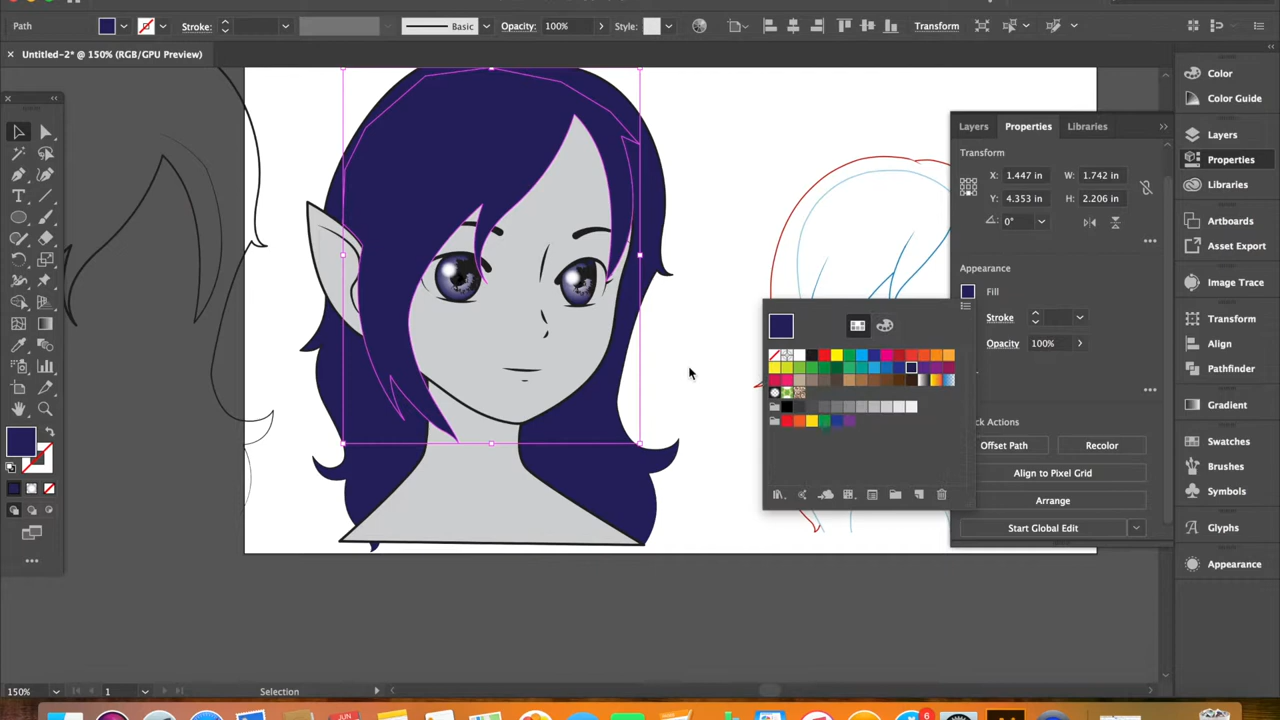 Path
Stroke:
Basic
Opacity:
100%
Style:
Transform
Untitled-2* @ 150% (RGB/GPU Preview)
Layers
Properties
Libraries
Transform
X:
1.447 in
W:
1.742 in
Y:
4.353 in
H:
2.206 in
0°
Appearance
Fill
Stroke
Opacity
100%
ck Actions
Offset Path
Recolor
Align to Pixel Grid
Arrange
Start Global Edit
Color
Color Guide
Layers
Properties
Libraries
Artboards
Asset Export
Image Trace
Transform
Align
Pathfinder
Gradient
Swatches
Brushes
Symbols
Glyphs
Appearance
150%
1
Selection
JUN
6